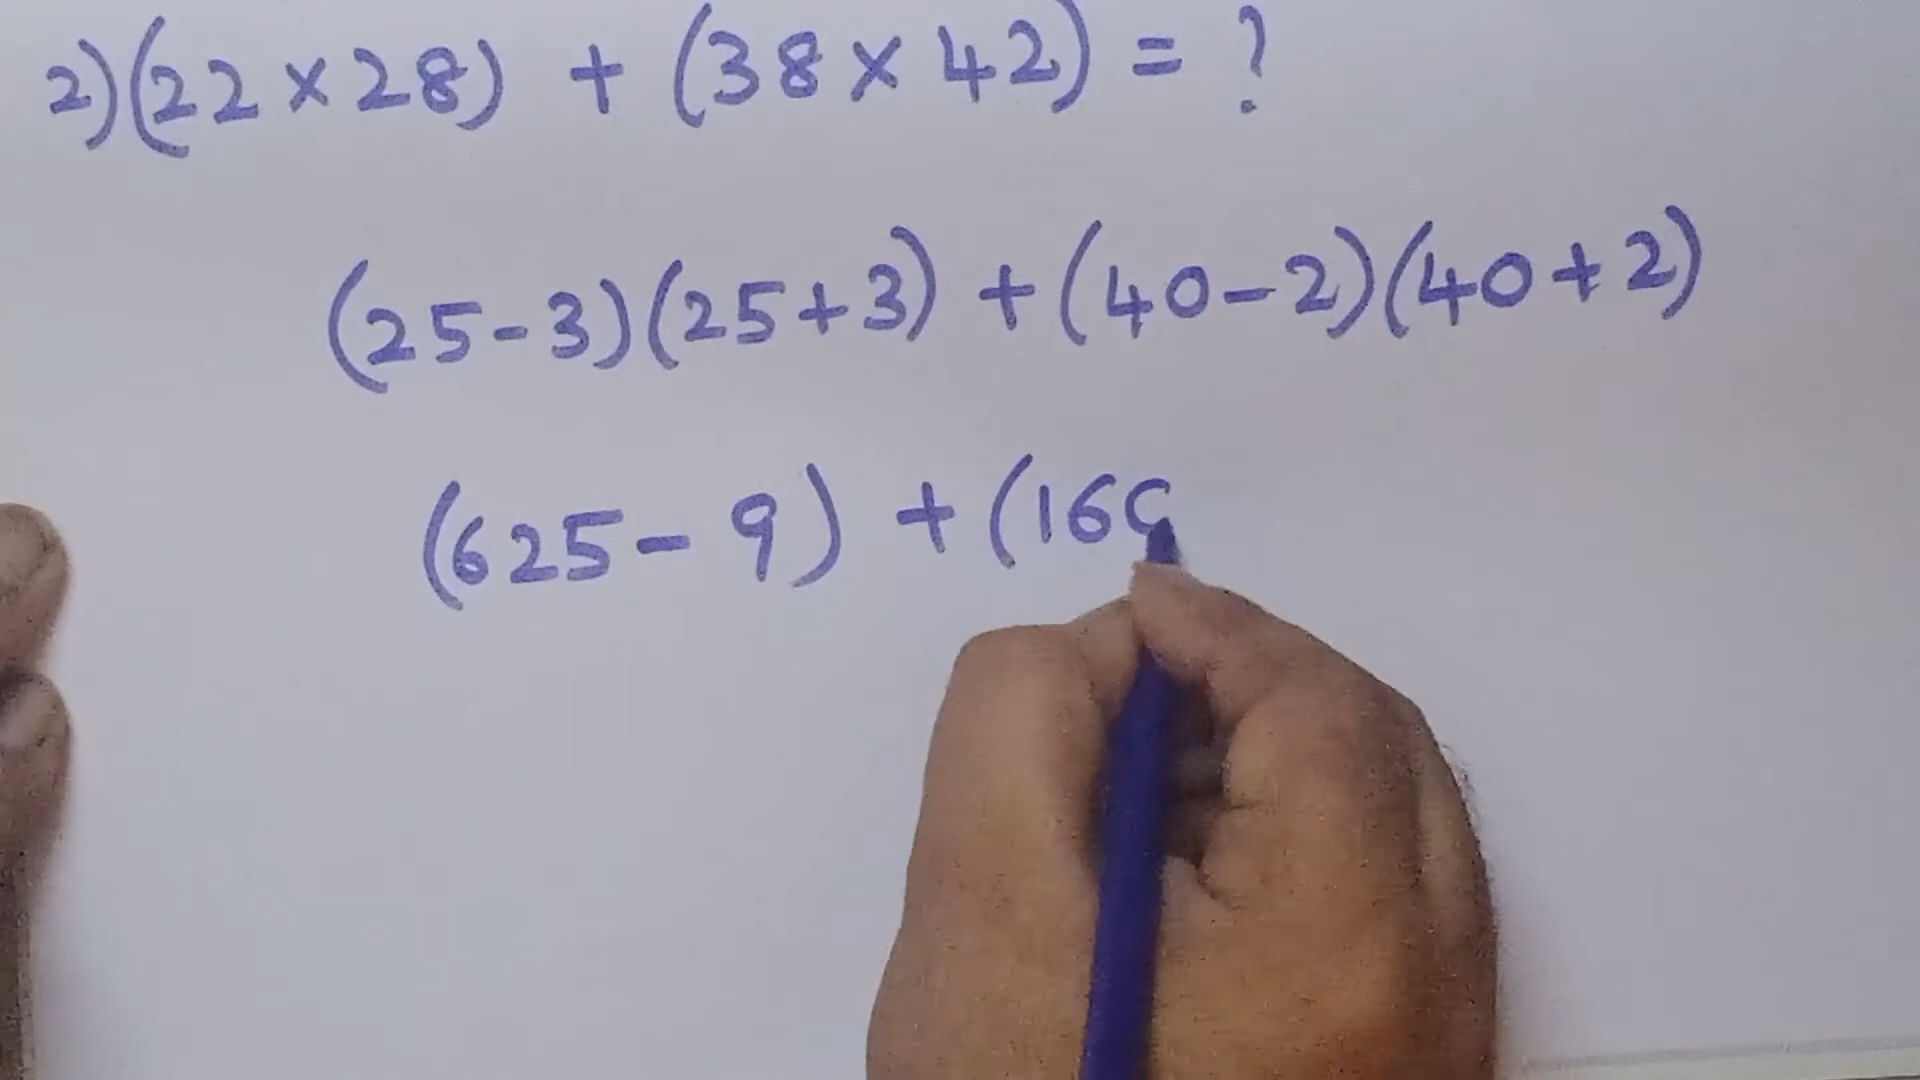 2) (22 × 28) + (38 × 42) = ?
(25 - 3)(25 + 3) + (40 - 2)(40 + 2)
(625 - 9) + (16